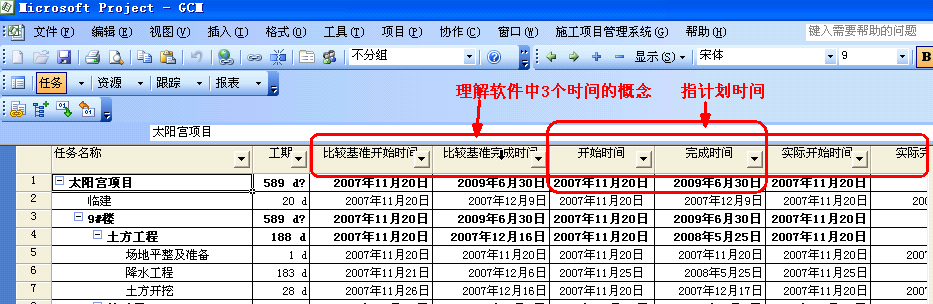 Microsoft Project - GCM
文件(F) 编辑(E) 视图(V) 插入(I) 格式(O) 工具(T) 项目(P) 协作(C) 窗口(W) 施工项目管理系统(G) 帮助(H) 键入需要帮助的问题
不分组 显示(S) 宋体 9 B
任务 资源 跟踪 报表
理解软件中3个时间的概念 指计划时间
太阳宫项目
任务名称 工期 比较基准开始时间 比较基准完成时间 开始时间 完成时间 实际开始时间 实际完
1 太阳宫项目 589 d? 2007年11月20日 2009年6月30日 2007年11月20日 2009年6月30日 2007年11月20日
2 临建 20 d 2007年11月20日 2007年12月9日 2007年11月20日 2007年12月9日 2007年11月20日 200
3 9#楼 589 d? 2007年11月20日 2009年6月30日 2007年11月20日 2009年6月30日 2007年11月20日
4 土方工程 188 d 2007年11月20日 2007年12月16日 2007年11月20日 2008年5月25日 2007年11月20日
5 场地平整及准备 1 d 2007年11月20日 2007年11月20日 2007年11月20日 2007年11月20日 2007年11月20日 2007
6 降水工程 183 d 2007年11月21日 2007年12月6日 2007年11月25日 2008年5月25日 2007年11月25日
7 土方开挖 28 d 2007年11月26日 2007年12月16日 2007年11月20日 2007年12月17日 2007年11月20日 2007